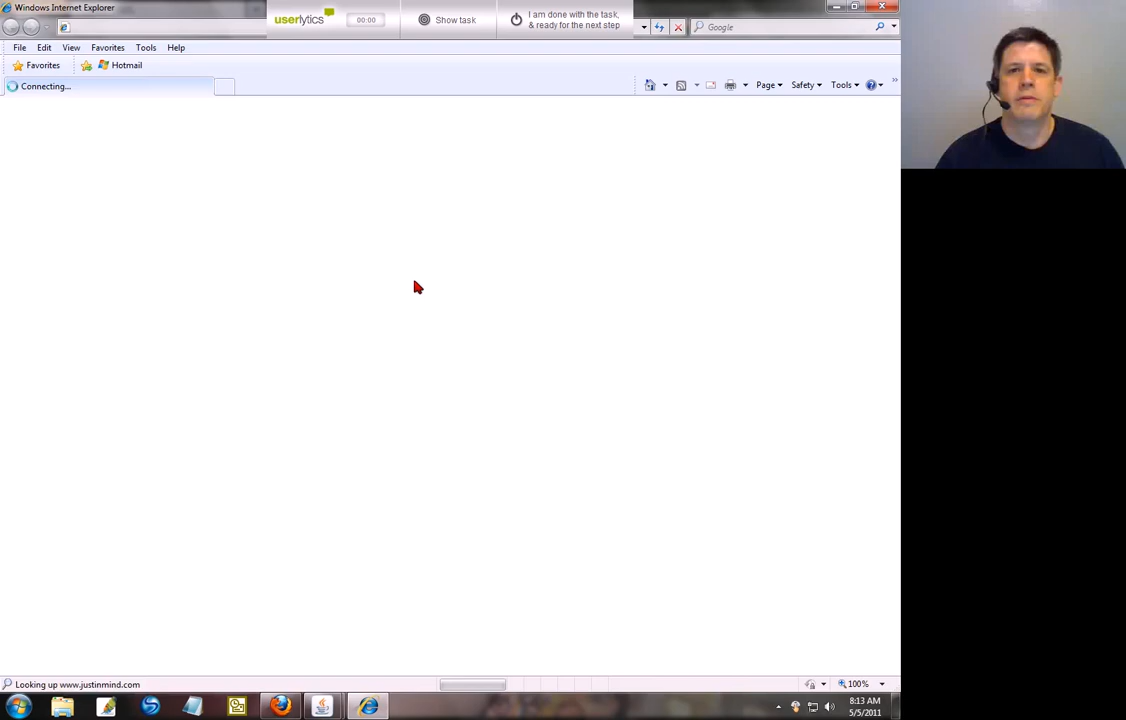 Windows Internet Explorer
userlytics
00:00
Show task
I am done with the task,
& ready for the next step
Google
File Edit View Favorites Tools Help
Favorites Hotmail
Connecting...
Page Safety Tools
Looking up www.justinmind.com
100%
8:13 AM
5/5/2011